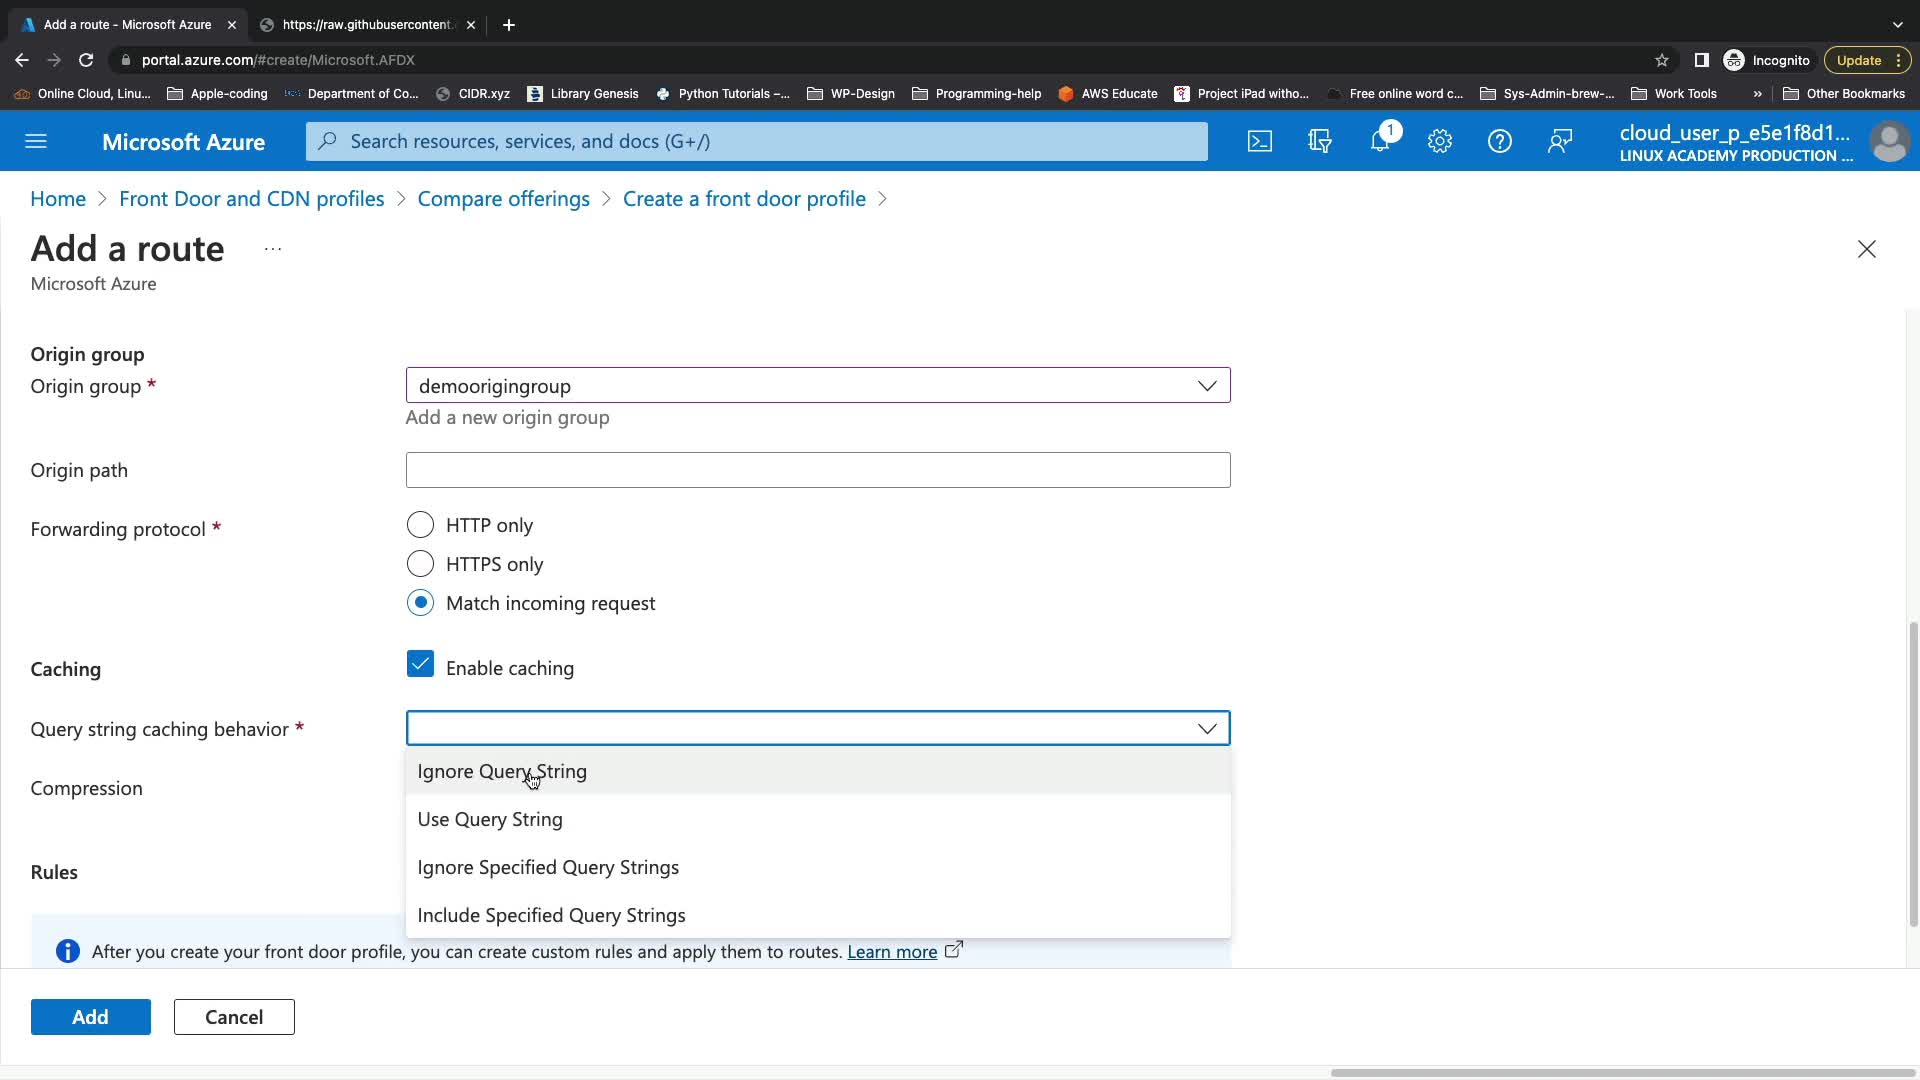 Add a route - Microsoft Azure
https://raw.githubusercontent.
portal.azure.com/#create/Microsoft.AFDX
Incognito
Update
Online Cloud, Linu...
Apple-coding
Department of Co...
CIDR.xyz
Library Genesis
Python Tutorials –...
WP-Design
Programming-help
AWS Educate
Project iPad witho...
Free online word c...
Sys-Admin-brew-...
Work Tools
»
Other Bookmarks
Microsoft Azure
Search resources, services, and docs (G+/)
1
cloud_user_p_e5e1f8d1...
LINUX ACADEMY PRODUCTION ...
Home > Front Door and CDN profiles > Compare offerings > Create a front door profile >
Add a route ...
Microsoft Azure
Origin group
Origin group *
demoorigingroup
Add a new origin group
Origin path
Forwarding protocol *
HTTP only
HTTPS only
Match incoming request
Caching
Enable caching
Query string caching behavior *
Ignore Query String
Compression
Use Query String
Ignore Specified Query Strings
Rules
Include Specified Query Strings
After you create your front door profile, you can create custom rules and apply them to routes. Learn more
Add
Cancel